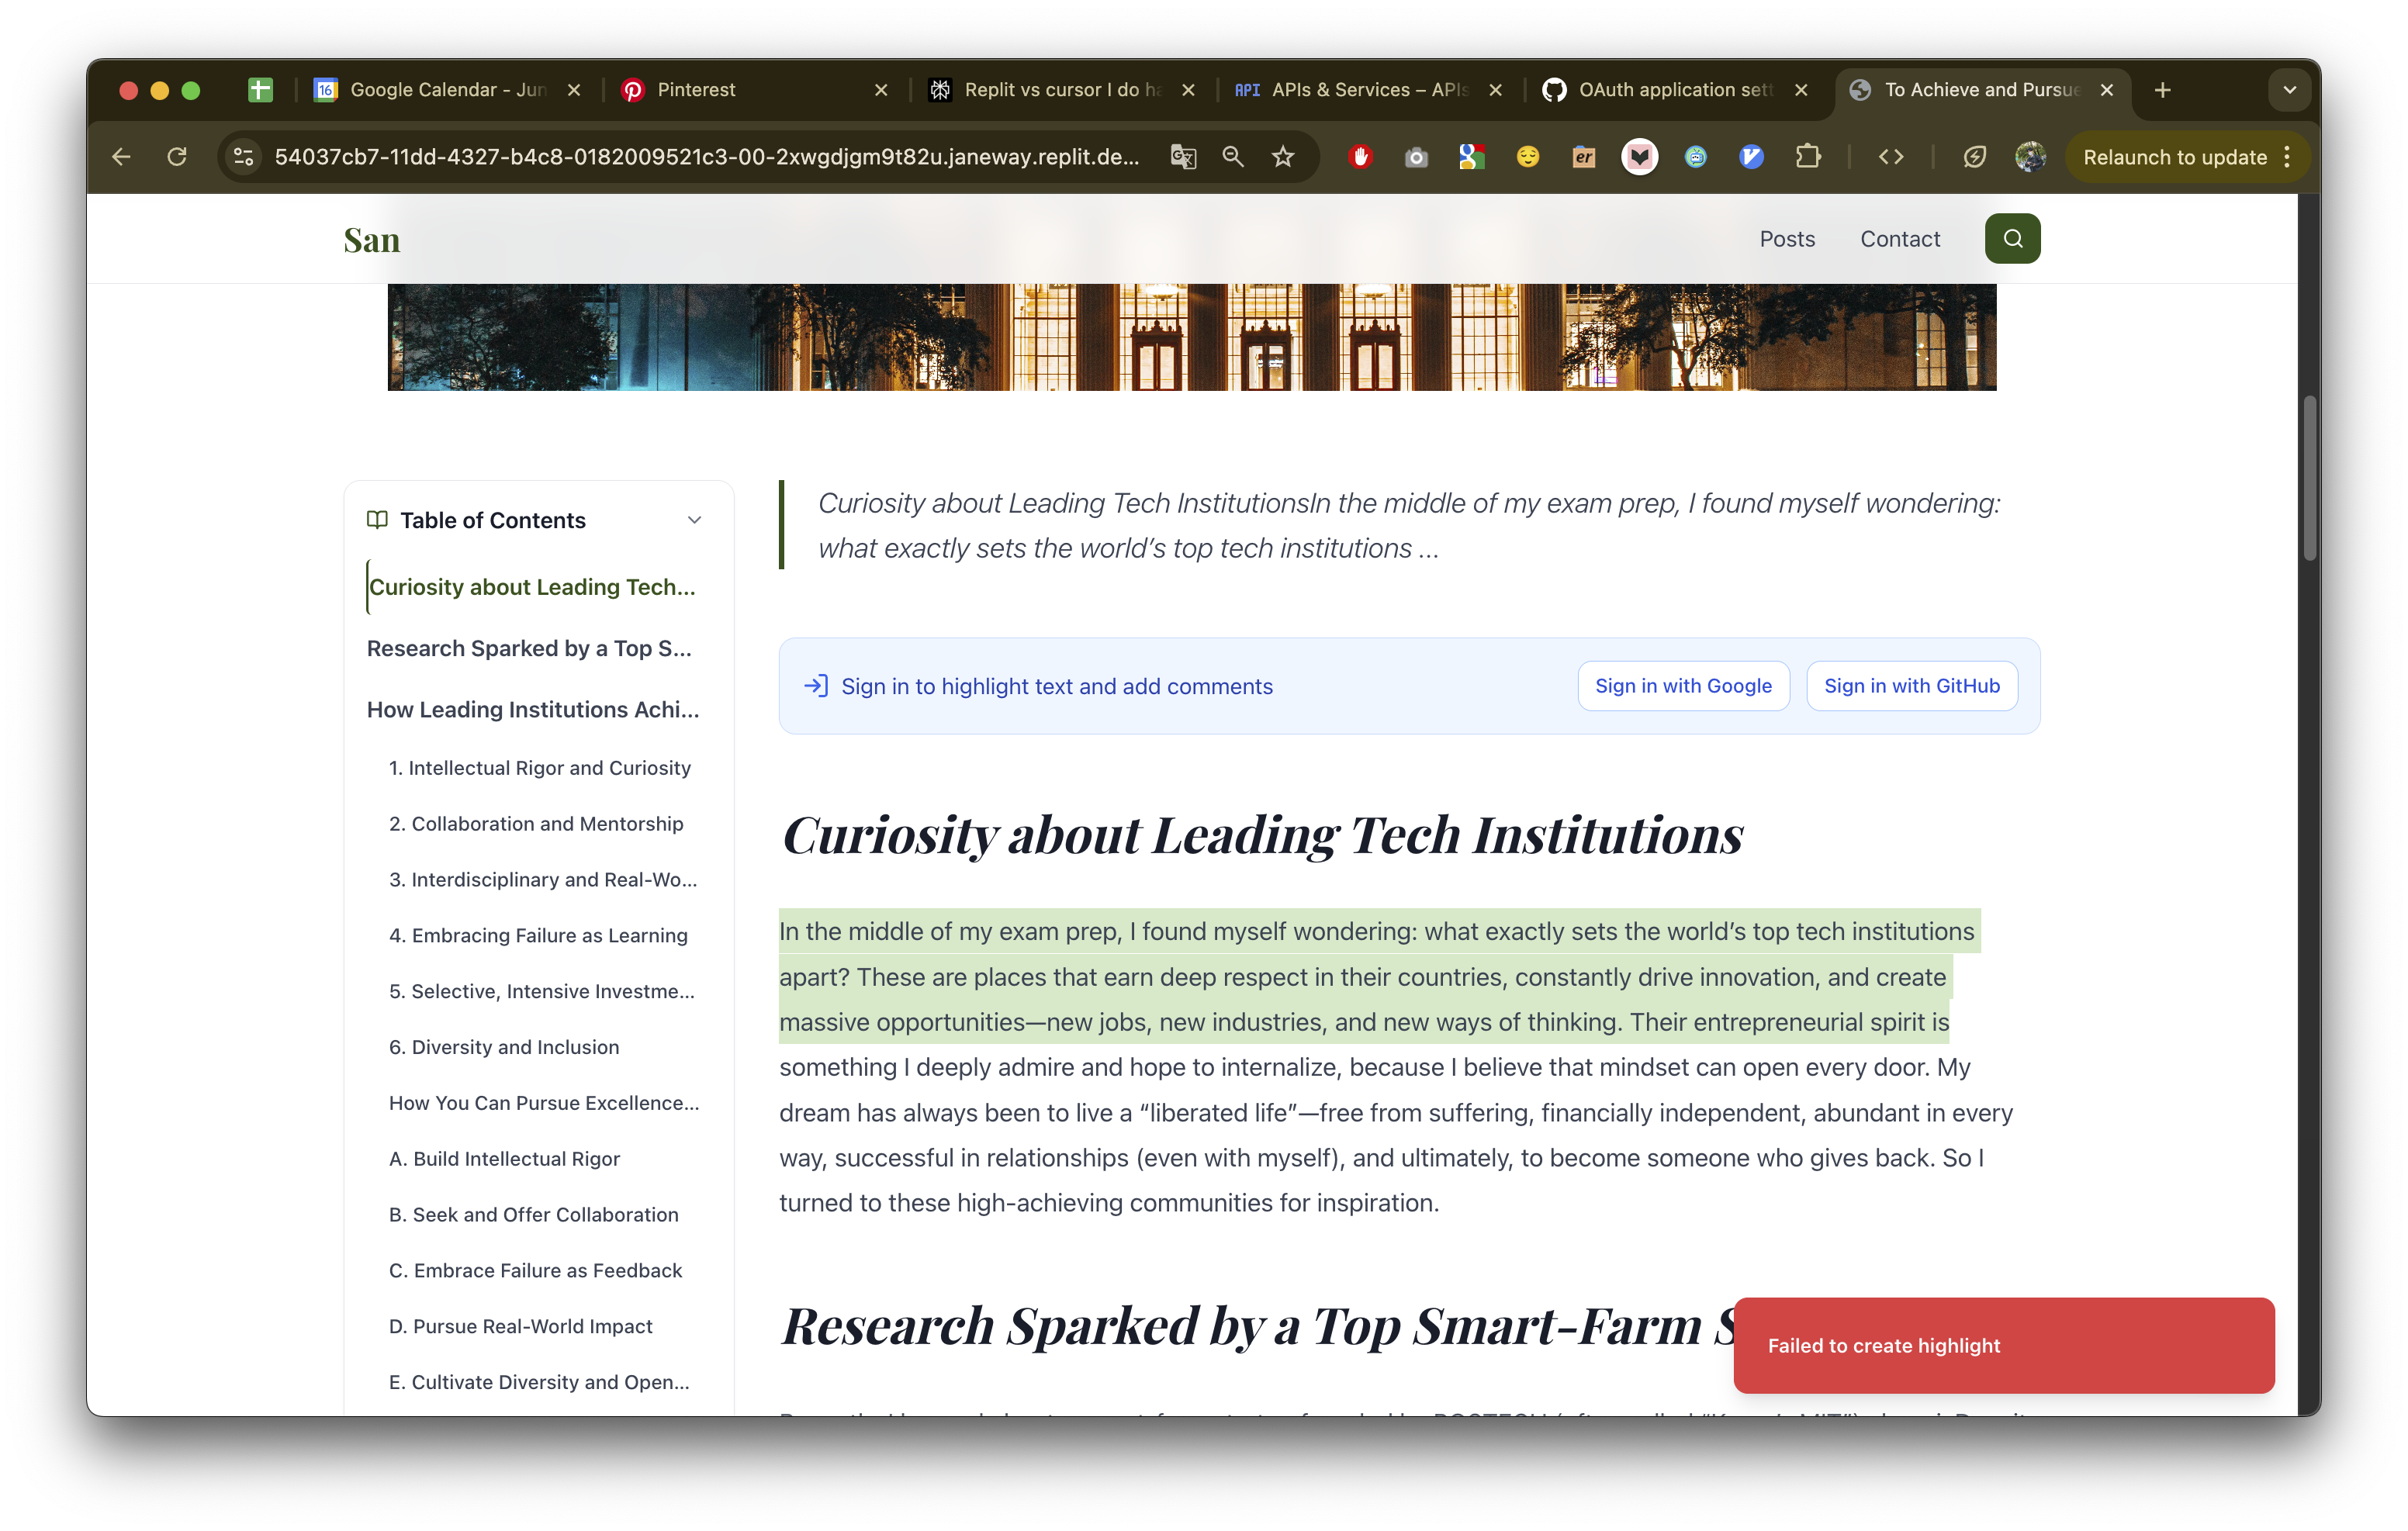 Google Calendar - Jun
Pinterest
Replit vs cursor I do ha
API APIs & Services – APIs
OAuth application sett
To Achieve and Pursue
54037cb7-11dd-4327-b4c8-0182009521c3-00-2xwgdjgm9t82u.janeway.replit.de...
Relaunch to update
San
Posts
Contact
Table of Contents
Curiosity about Leading Tech...
Research Sparked by a Top S...
How Leading Institutions Achi...
1. Intellectual Rigor and Curiosity
2. Collaboration and Mentorship
3. Interdisciplinary and Real-Wo...
4. Embracing Failure as Learning
5. Selective, Intensive Investme...
6. Diversity and Inclusion
How You Can Pursue Excellence...
A. Build Intellectual Rigor
B. Seek and Offer Collaboration
C. Embrace Failure as Feedback
D. Pursue Real-World Impact
E. Cultivate Diversity and Open...
Curiosity about Leading Tech InstitutionsIn the middle of my exam prep, I found myself wondering:
what exactly sets the world’s top tech institutions ...
Sign in to highlight text and add comments
Sign in with Google
Sign in with GitHub
Curiosity about Leading Tech Institutions
In the middle of my exam prep, I found myself wondering: what exactly sets the world’s top tech institutions
apart? These are places that earn deep respect in their countries, constantly drive innovation, and create
massive opportunities—new jobs, new industries, and new ways of thinking. Their entrepreneurial spirit is
something I deeply admire and hope to internalize, because I believe that mindset can open every door. My
dream has always been to live a “liberated life”—free from suffering, financially independent, abundant in every
way, successful in relationships (even with myself), and ultimately, to become someone who gives back. So I
turned to these high-achieving communities for inspiration.
Research Sparked by a Top Smart-Farm S
Failed to create highlight